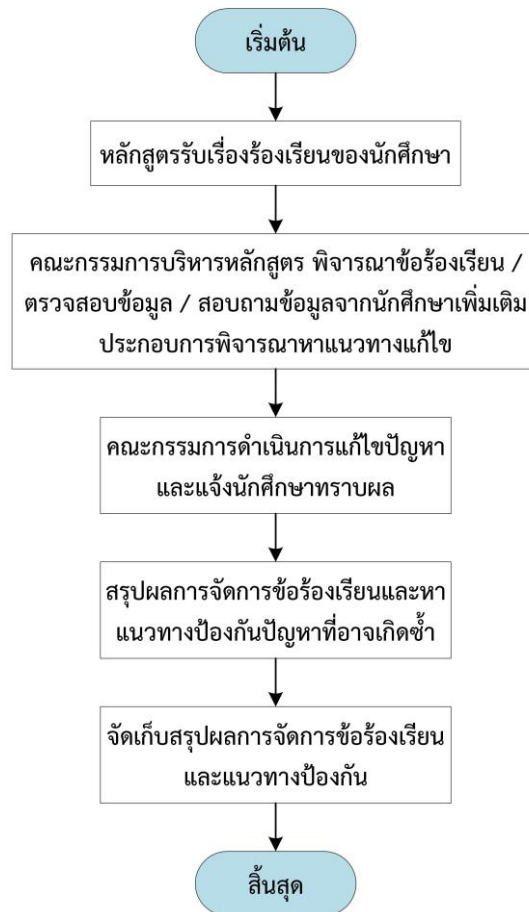 เริ่มต้น
หลักสูตรรับเรื่องร้องเรียนของนักศึกษา
คณะกรรมการบริหารหลักสูตร พิจารณาข้อร้องเรียน /
ตรวจสอบข้อมูล / สอบถามข้อมูลจากนักศึกษาเพิ่มเติม
ประกอบการพิจารณาหาแนวทางแก้ไข
คณะกรรมการดำเนินการแก้ไขปัญหา
และแจ้งนักศึกษาทราบผล
สรุปผลการจัดการข้อร้องเรียนและหา
แนวทางป้องกันปัญหาที่อาจเกิดซ้ำ
จัดเก็บสรุปผลการจัดการข้อร้องเรียน
และแนวทางป้องกัน
สิ้นสุด